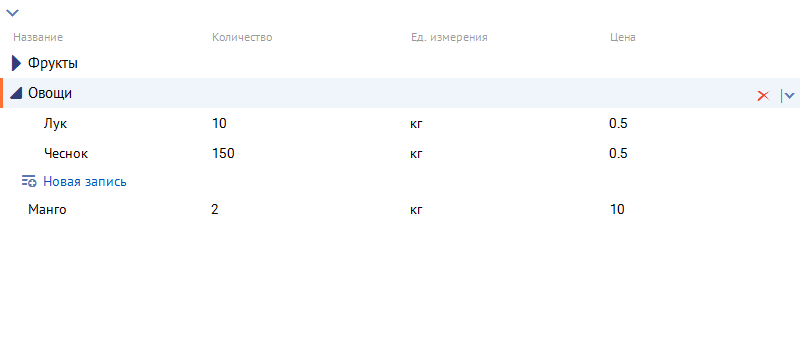 Название Количество Ед. измерения Цена
Фрукты
Овощи
Лук 10 кг 0.5
Чеснок 150 кг 0.5
Новая запись
Манго 2 кг 10